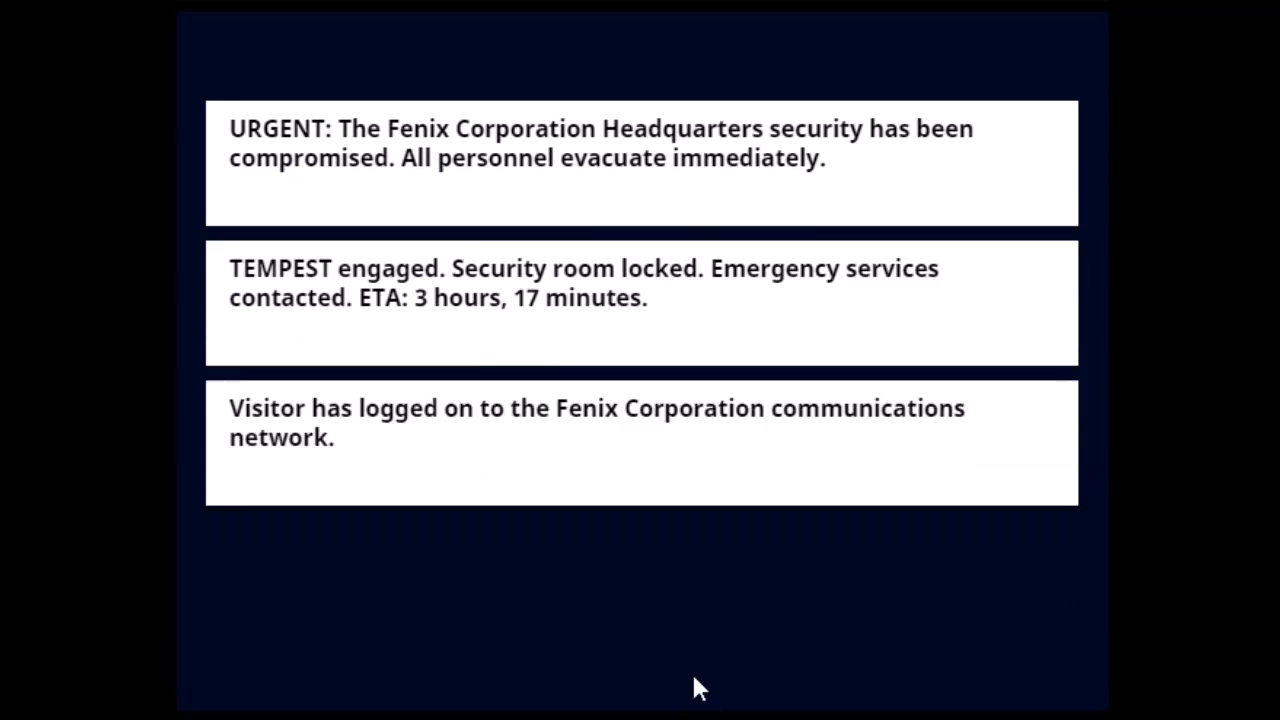 URGENT: The Fenix Corporation Headquarters security has been
compromised. All personnel evacuate immediately.
TEMPEST engaged. Security room locked. Emergency services
contacted. ETA: 3 hours, 17 minutes.
Visitor has logged on to the Fenix Corporation communications
network.